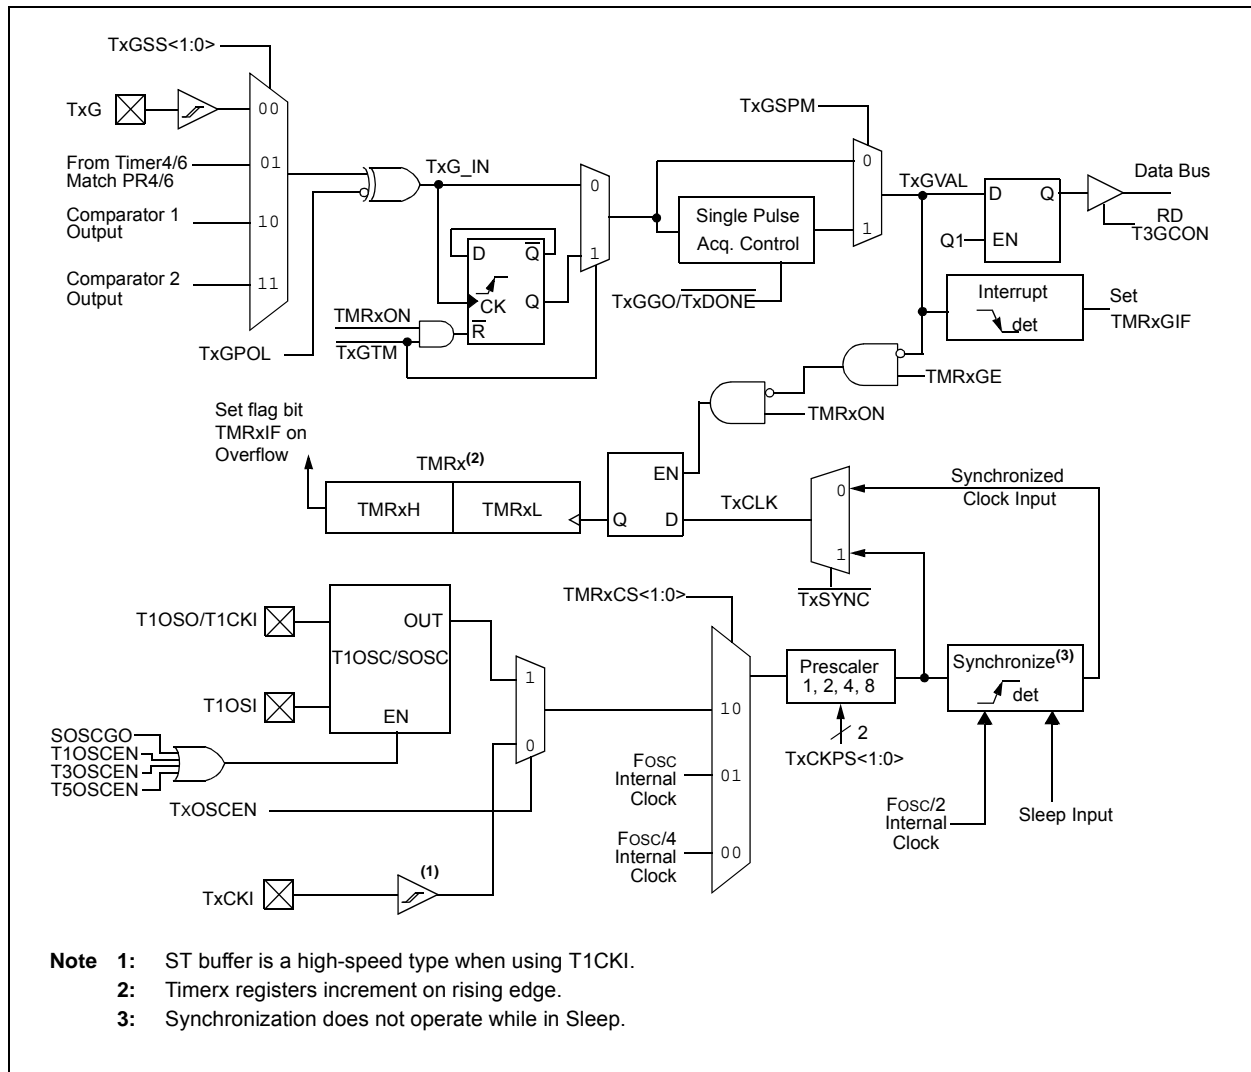 TxGSS<1:0>
TxG
00
From Timer4/6
Match PR4/6
01
Comparator 1
Output
10
Comparator 2
Output
11
TxGPOL
TxG_IN
D
Q
CK
Q
R
TMRxON
TxGTM
0
1
Single Pulse
Acq. Control
TxGGO/TxDONE
TxGSPM
0
1
TxGVAL
D
Q
Q1
EN
Data Bus
RD
T3GCON
Interrupt
det
Set
TMRxGIF
TMRxGE
TMRxON
Set flag bit
TMRxIF on
Overflow
TMRx(2)
TMRxH
TMRxL
EN
Q
D
TxCLK
0
1
TxSYNC
Synchronized
Clock Input
T1OSO/T1CKI
OUT
T1OSC/SOSC
T1OSI
EN
SOSCGO
T1OSCEN
T3OSCEN
T5OSCEN
TxOSCEN
1
0
TxCKI
(1)
TMRxCS<1:0>
10
FOSC
Internal
Clock
01
FOSC/4
Internal
Clock
00
Prescaler
1, 2, 4, 8
2
TxCKPS<1:0>
Synchronize(3)
det
FOSC/2
Internal
Clock
Sleep Input
Note 1: ST buffer is a high-speed type when using T1CKI.
2: Timerx registers increment on rising edge.
3: Synchronization does not operate while in Sleep.